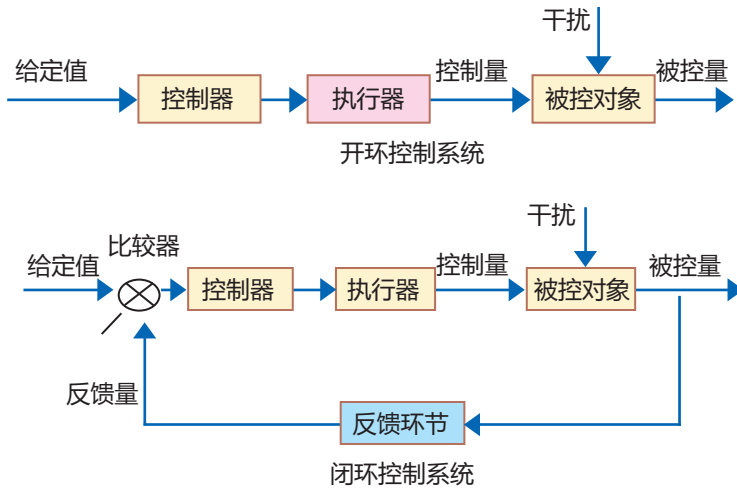 干扰
给定值
控制器
执行器
控制量
被控对象
被控量
开环控制系统
干扰
比较器
给定值
控制器
执行器
控制量
被控对象
被控量
反馈量
反馈环节
闭环控制系统